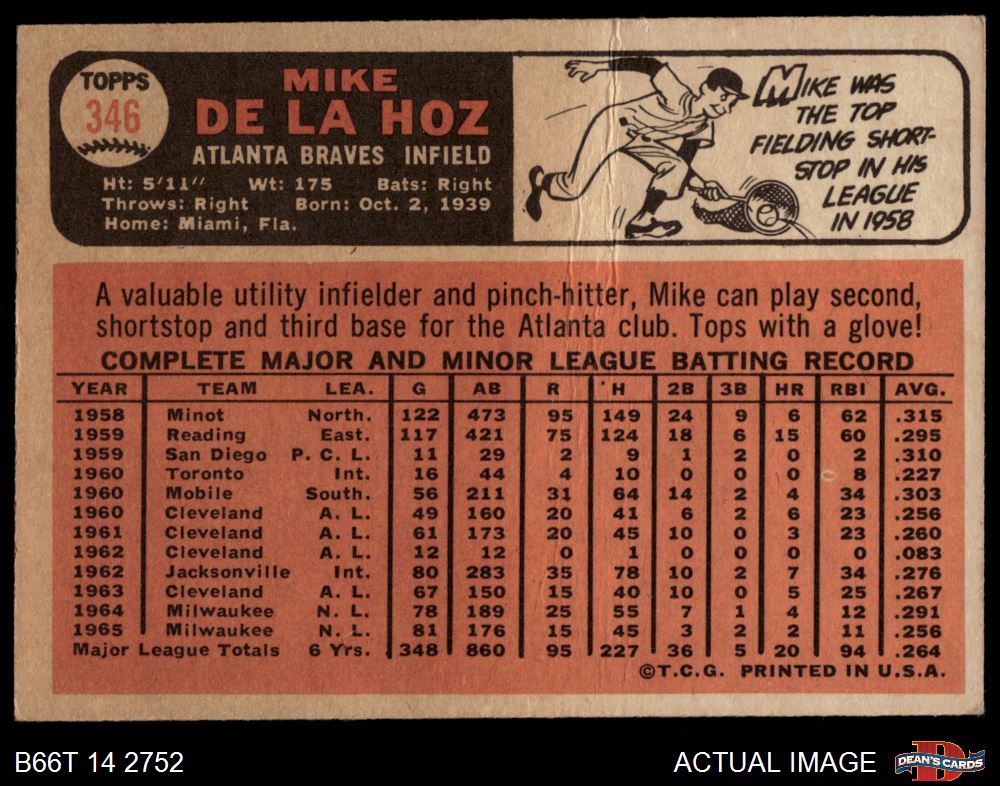 TOPPS
346
MIKE
DE LA HOZ
ATLANTA BRAVES INFIELD
Ht: 5'11" Wt: 175 Bats: Right
Throws: Right Born: Oct. 2, 1939
Home: Miami, Fla.
MIKE WAS
THE TOP
FIELDING SHORT-
STOP IN HIS
LEAGUE
IN 1958
A valuable utility infielder and pinch-hitter, Mike can play second,
shortstop and third base for the Atlanta club. Tops with a glove!
COMPLETE MAJOR AND MINOR LEAGUE BATTING RECORD
YEAR TEAM LEA. G AB R H 2B 3B HR RBI AVG.
1958 Minot North. 122 473 95 149 24 9 6 62 .315
1959 Reading East. 117 421 75 124 18 6 15 60 .295
1959 San Diego P. C. L. 11 29 2 9 1 2 0 2 .310
1960 Toronto Int. 16 44 4 10 0 0 0 8 .227
1960 Mobile South. 56 211 31 64 14 2 4 34 .303
1960 Cleveland A. L. 49 160 20 41 6 2 6 23 .256
1961 Cleveland A. L. 61 173 20 45 10 0 3 23 .260
1962 Cleveland A. L. 12 12 0 1 0 0 0 0 .083
1962 Jacksonville Int. 80 283 35 78 10 2 7 34 .276
1963 Cleveland A. L. 67 150 15 40 10 0 5 25 .267
1964 Milwaukee N. L. 78 189 25 55 7 1 4 12 .291
1965 Milwaukee N. L. 81 176 15 45 3 2 2 11 .256
Major League Totals 6 Yrs. 348 860 95 227 36 5 20 94 .264
©T.C.G. PRINTED IN U.S.A.
B66T 14 2752
ACTUAL IMAGE
D
DEAN'S CARDS